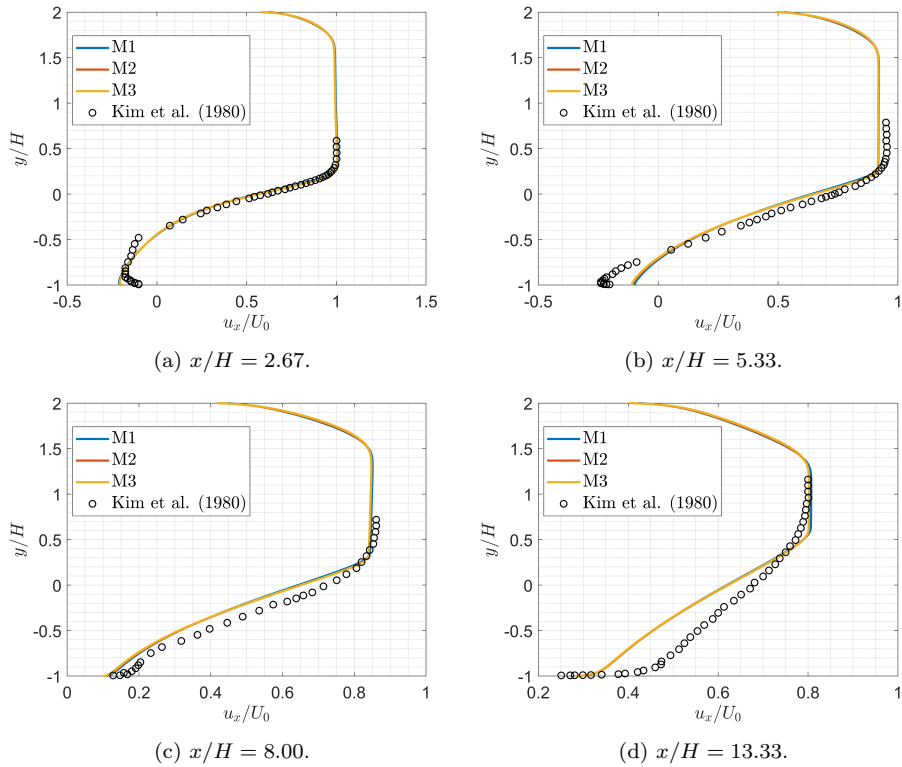 2
1.5
1
0.5
0
-0.5
-1
y/H
M1
M2
M3
Kim et al. (1980)
-0.5 0 0.5 1 1.5
u_x/U_0
(a) x/H = 2.67.
2
1.5
1
0.5
0
-0.5
-1
y/H
M1
M2
M3
Kim et al. (1980)
-0.5 0 0.5 1
u_x/U_0
(b) x/H = 5.33.
2
1.5
1
0.5
0
-0.5
-1
y/H
M1
M2
M3
Kim et al. (1980)
0 0.2 0.4 0.6 0.8 1
u_x/U_0
(c) x/H = 8.00.
2
1.5
1
0.5
0
-0.5
-1
y/H
M1
M2
M3
Kim et al. (1980)
0.2 0.4 0.6 0.8 1
u_x/U_0
(d) x/H = 13.33.